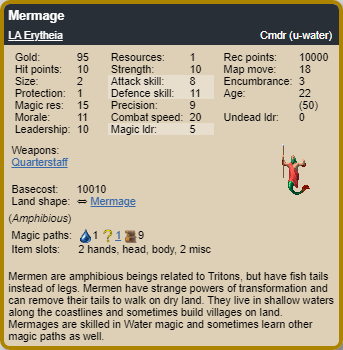 Mermage
LA Erytheia Cmdr (u-water)
Gold: 95 Resources: 1 Rec points: 10000
Hit points: 10 Strength: 10 Map move: 18
Size: 2 Attack skill: 8 Encumbrance: 3
Protection: 1 Defence skill: 11 Age: 22
Magic res: 15 Precision: 9 (50)
Morale: 11 Combat speed: 20 Undead ldr: 0
Leadership: 10 Magic ldr: 5
Weapons:
Quarterstaff
Basecost: 10010
Land shape: ⇔ Mermage
(Amphibious)
Magic paths: 1 ? 1 9
Item slots: 2 hands, head, body, 2 misc
Mermen are amphibious beings related to Tritons, but have fish tails
instead of legs. Mermen have strange powers of transformation and
can remove their tails to walk on dry land. They live in shallow waters
along the coastlines and sometimes build villages on land.
Mermages are skilled in Water magic and sometimes learn other
magic paths as well.